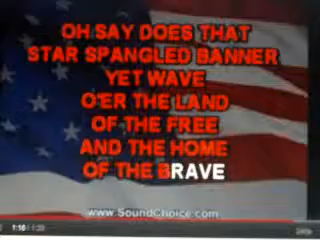 OH SAY DOES THAT
STAR SPANGLED BANNER
YET WAVE
O'ER THE LAND
OF THE FREE
AND THE HOME
OF THE BRAVE
www.SoundChoice.com